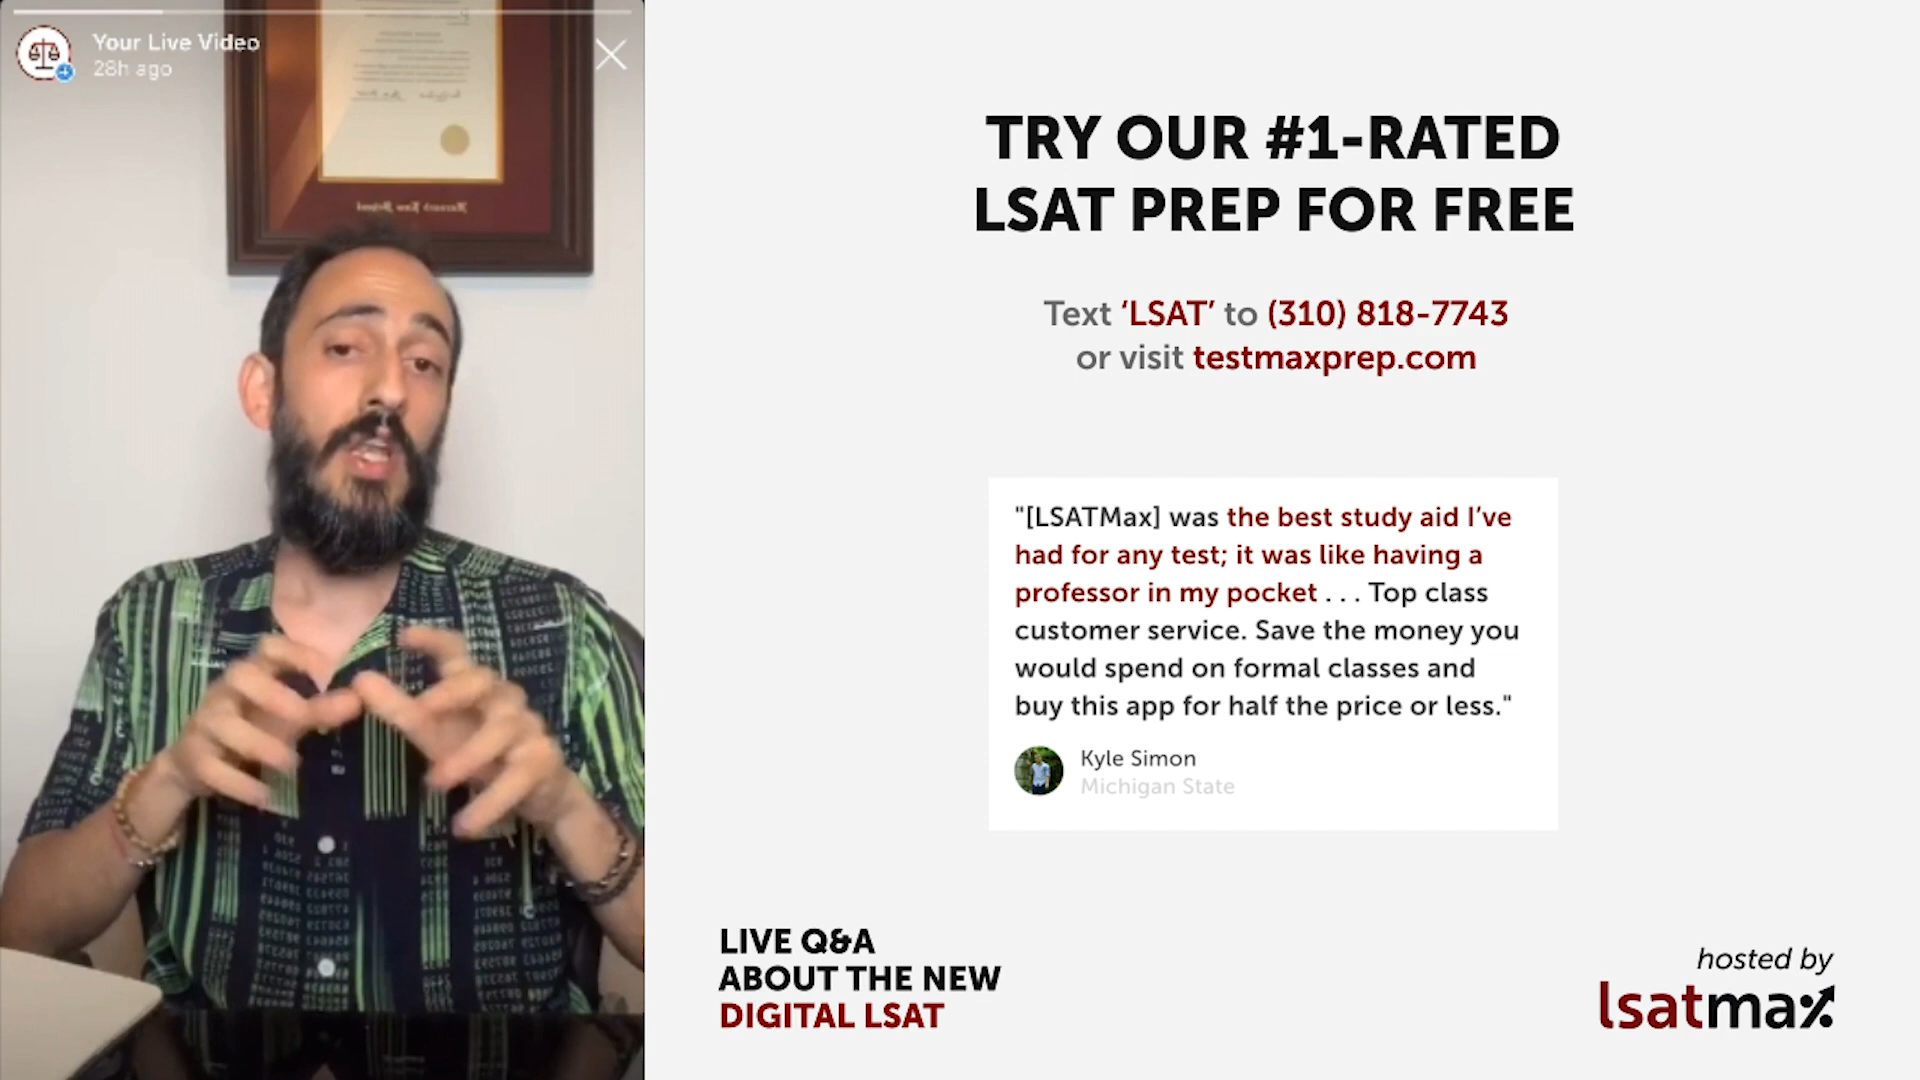 Your Live Video
28h ago
Harvard Law School
TRY OUR #1-RATED
LSAT PREP FOR FREE
Text ‘LSAT’ to (310) 818-7743
or visit testmaxprep.com
"[LSATMax] was the best study aid I’ve
had for any test; it was like having a
professor in my pocket . . . Top class
customer service. Save the money you
would spend on formal classes and
buy this app for half the price or less."
Kyle Simon
Michigan State
LIVE Q&A
ABOUT THE NEW
DIGITAL LSAT
hosted by
lsatmax